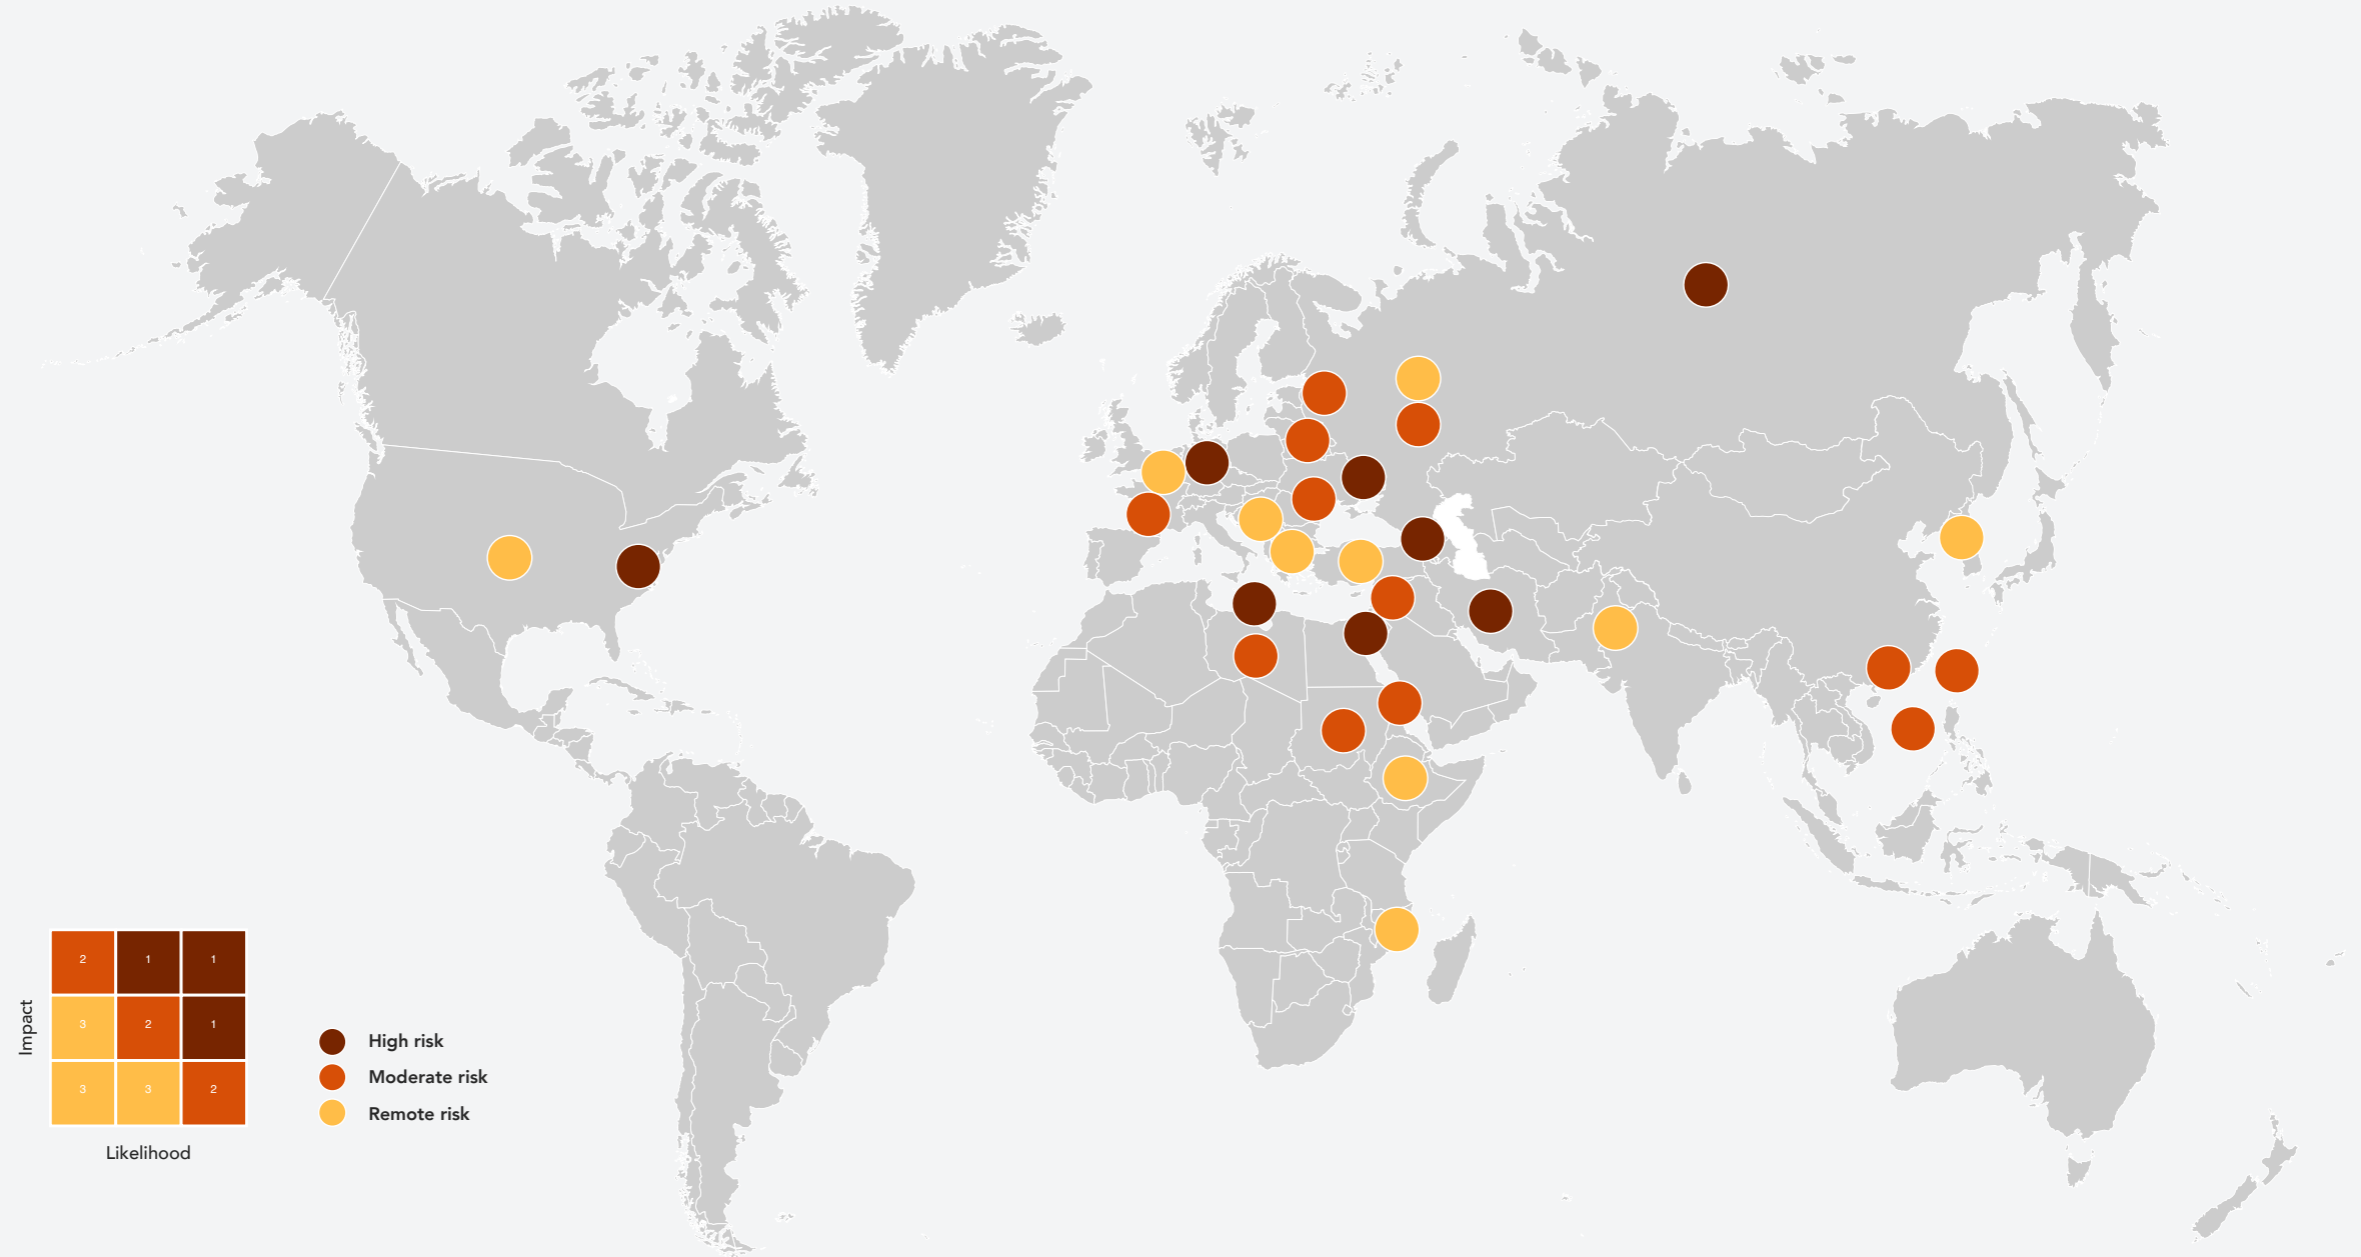 2 1 1
3 2 1
3 3 2
Impact
Likelihood
High risk
Moderate risk
Remote risk